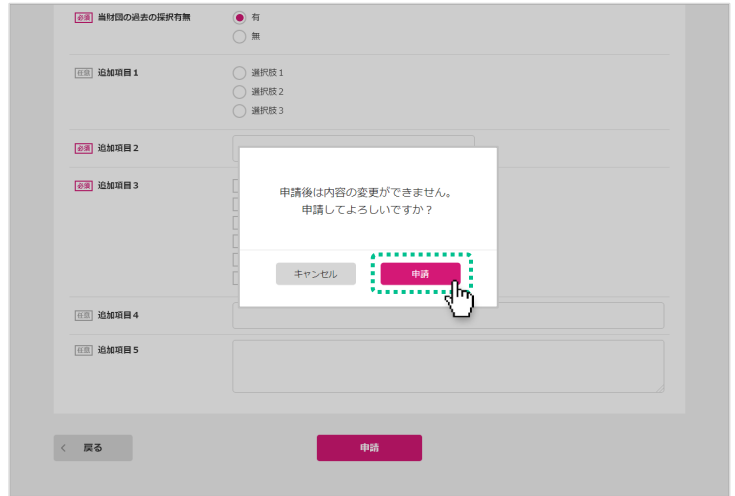 必須 当財団の過去の採択有無
有
無
任意 追加項目1
選択肢1
選択肢2
選択肢3
必須 追加項目2
必須 追加項目3
申請後は内容の変更ができません。
申請してよろしいですか？
キャンセル
申請
任意 追加項目4
任意 追加項目5
戻る
申請